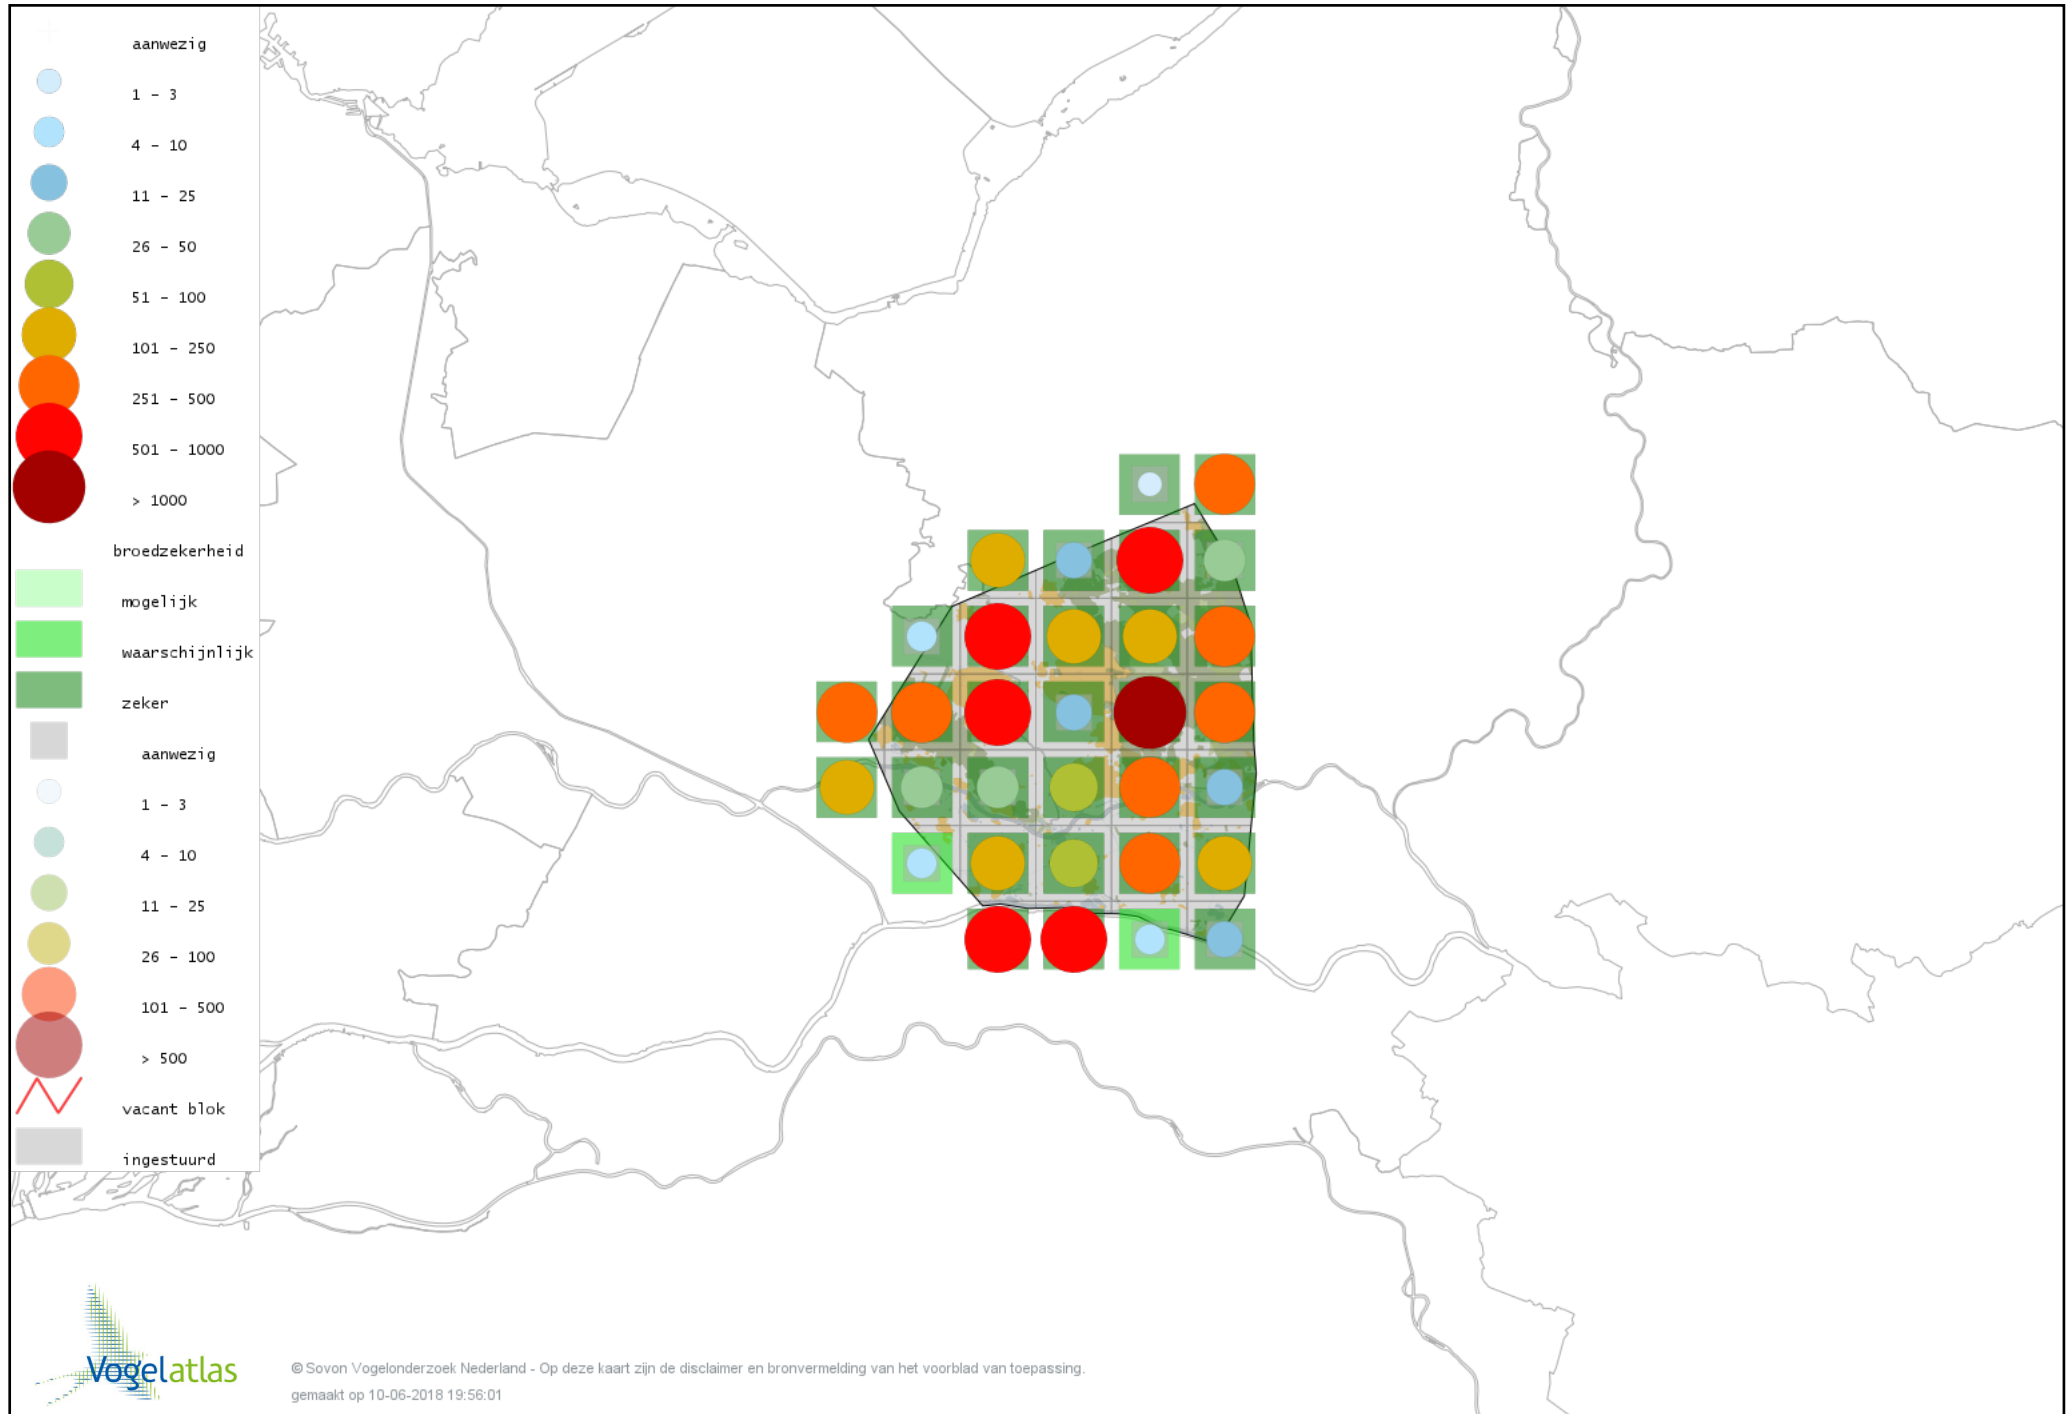 aanwezig
1 - 3
4 - 10
11 - 25
26 - 50
51 - 100
101 - 250
251 - 500
501 - 1000
> 1000
broedzekerheid
mogelijk
waarschijnlijk
zeker
aanwezig
1 - 3
4 - 10
11 - 25
26 - 100
101 - 500
> 500
vacant blok
ingestuurd
Vogelatlas
© Sovon Vogelonderzoek Nederland - Op deze kaart zijn de disclaimer en bronvermelding van het voorblad van toepassing.
gemaakt op 10-06-2018 19:56:01